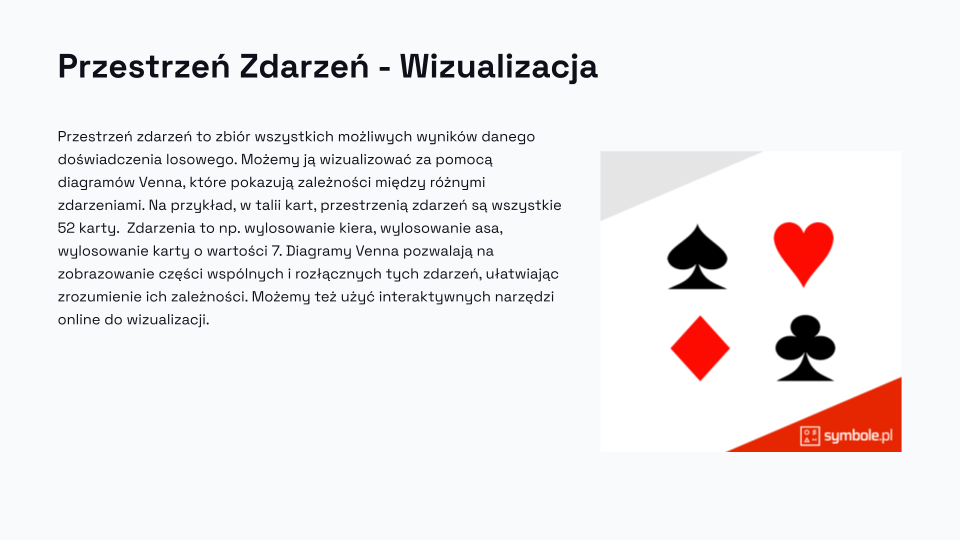 Przestrzeń Zdarzeń - Wizualizacja
Przestrzeń zdarzeń to zbiór wszystkich możliwych wyników danego
doświadczenia losowego. Możemy ją wizualizować za pomocą
diagramów Venna, które pokazują zależności między różnymi
zdarzeniami. Na przykład, w talii kart, przestrzenią zdarzeń są wszystkie
52 karty.  Zdarzenia to np. wylosowanie kiera, wylosowanie asa,
wylosowanie karty o wartości 7. Diagramy Venna pozwalają na
zobrazowanie części wspólnych i rozłącznych tych zdarzeń, ułatwiając
zrozumienie ich zależności. Możemy też użyć interaktywnych narzędzi
online do wizualizacji.
symbole.pl